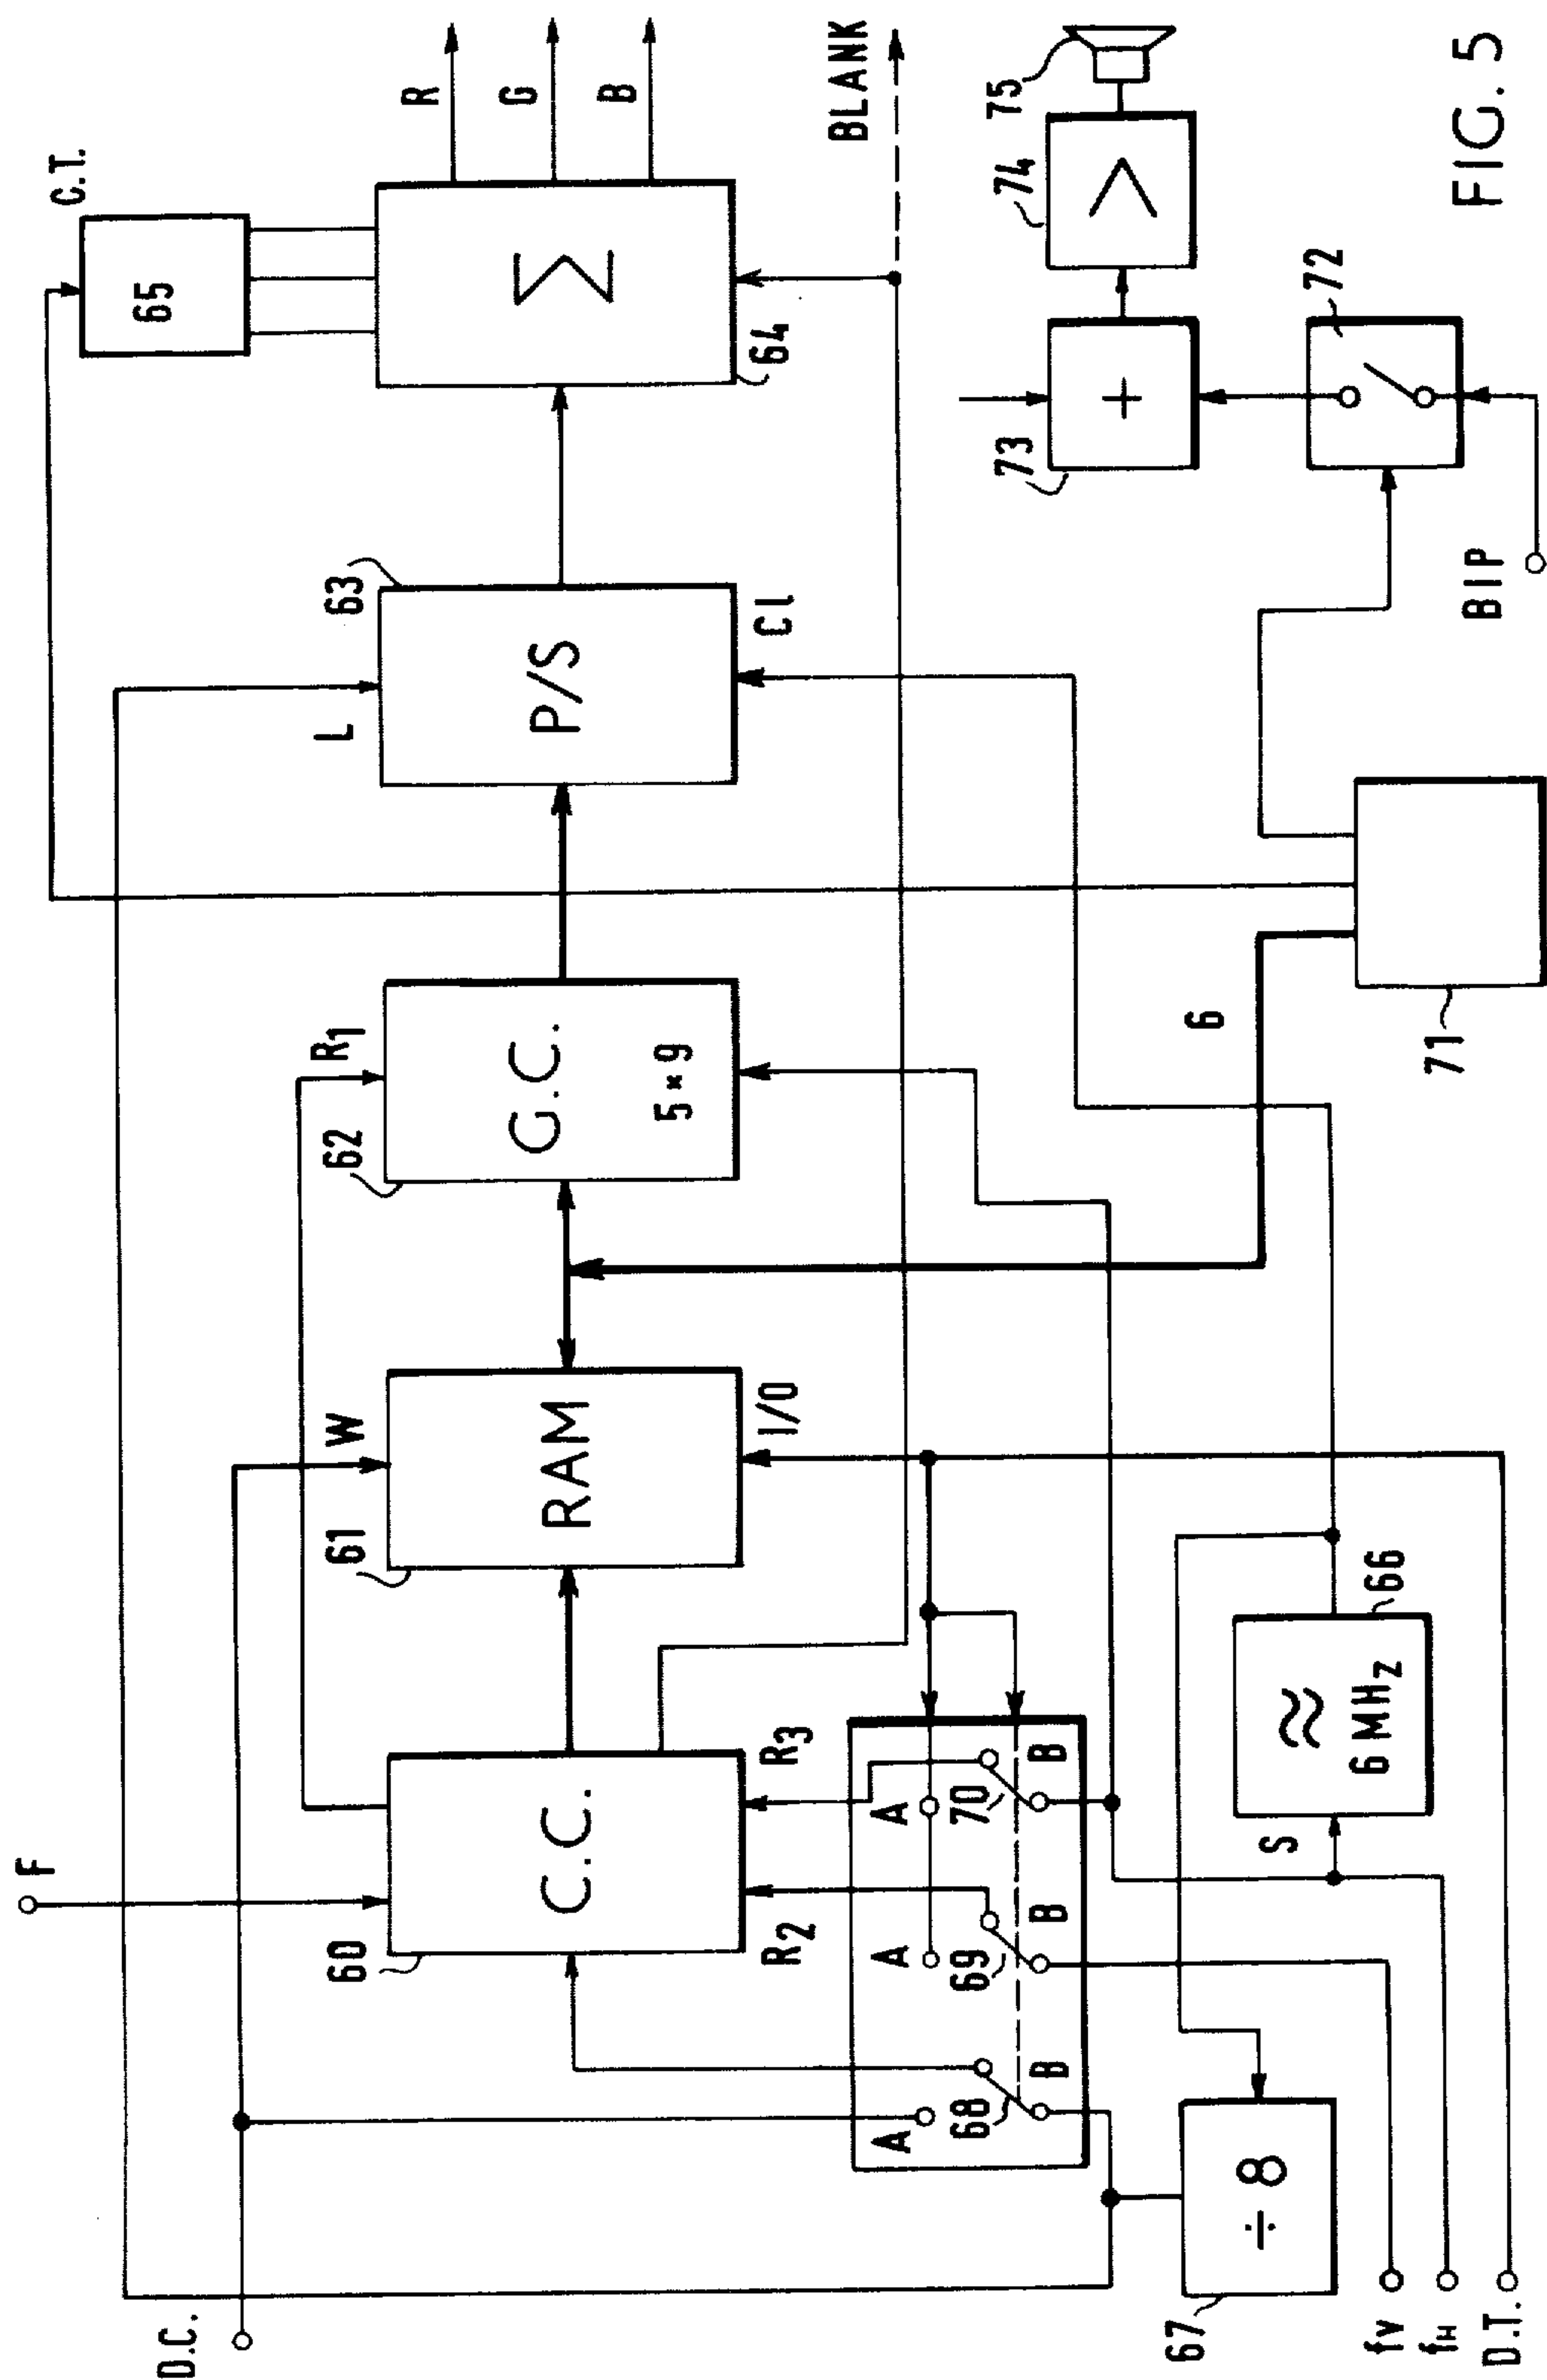 F
C.T.
65
D.C.
W
R1
L
R
G
B
60
61
62
63
C.C.
RAM
G.C.
5×9
P/S
Σ
R2
R3
I/O
Cl
64
BLANK
A
A
A
68
69
70
B
B
B
S
6
73
74
75
+
>
67
÷8
≈
6 MHz
66
71
72
BIP
fV
fH
D.T.
FIG. 5